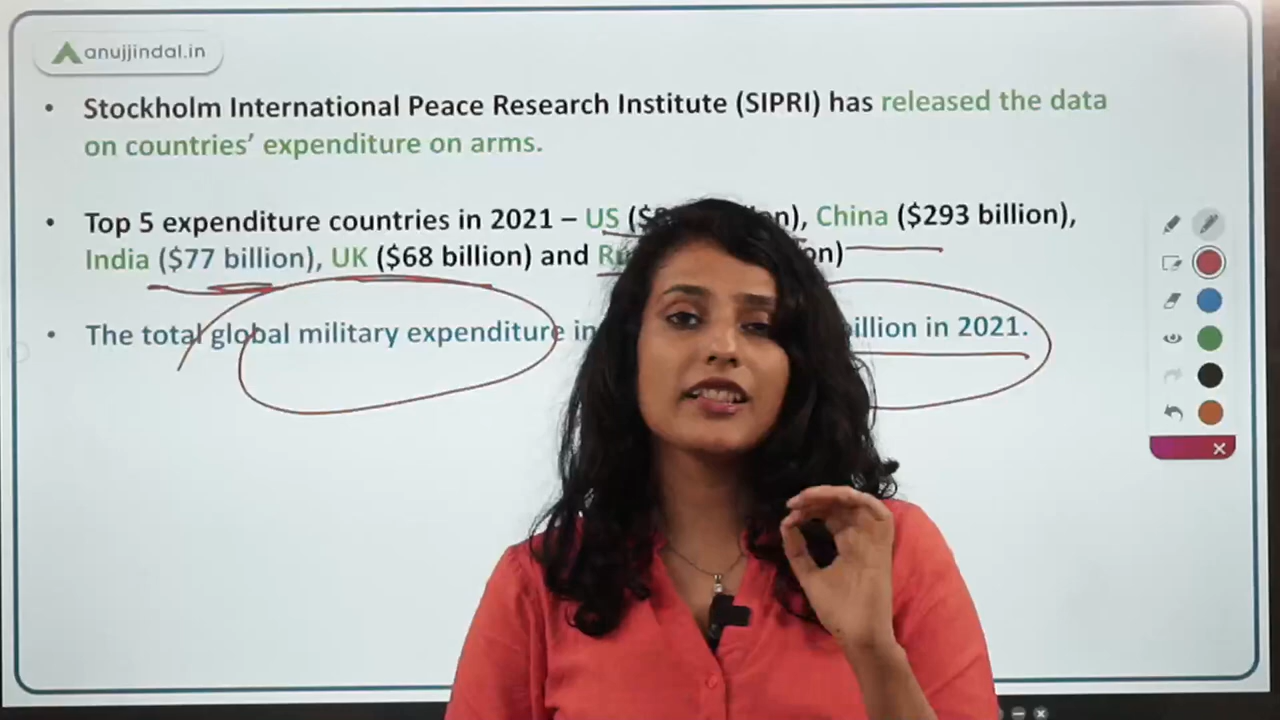 anujjindal.in
• Stockholm International Peace Research Institute (SIPRI) has released the data
on countries’ expenditure on arms.
• Top 5 expenditure countries in 2021 – US China ($293 billion),
India ($77 billion), UK ($68 billion) and
• The total global military expenditure in billion in 2021.